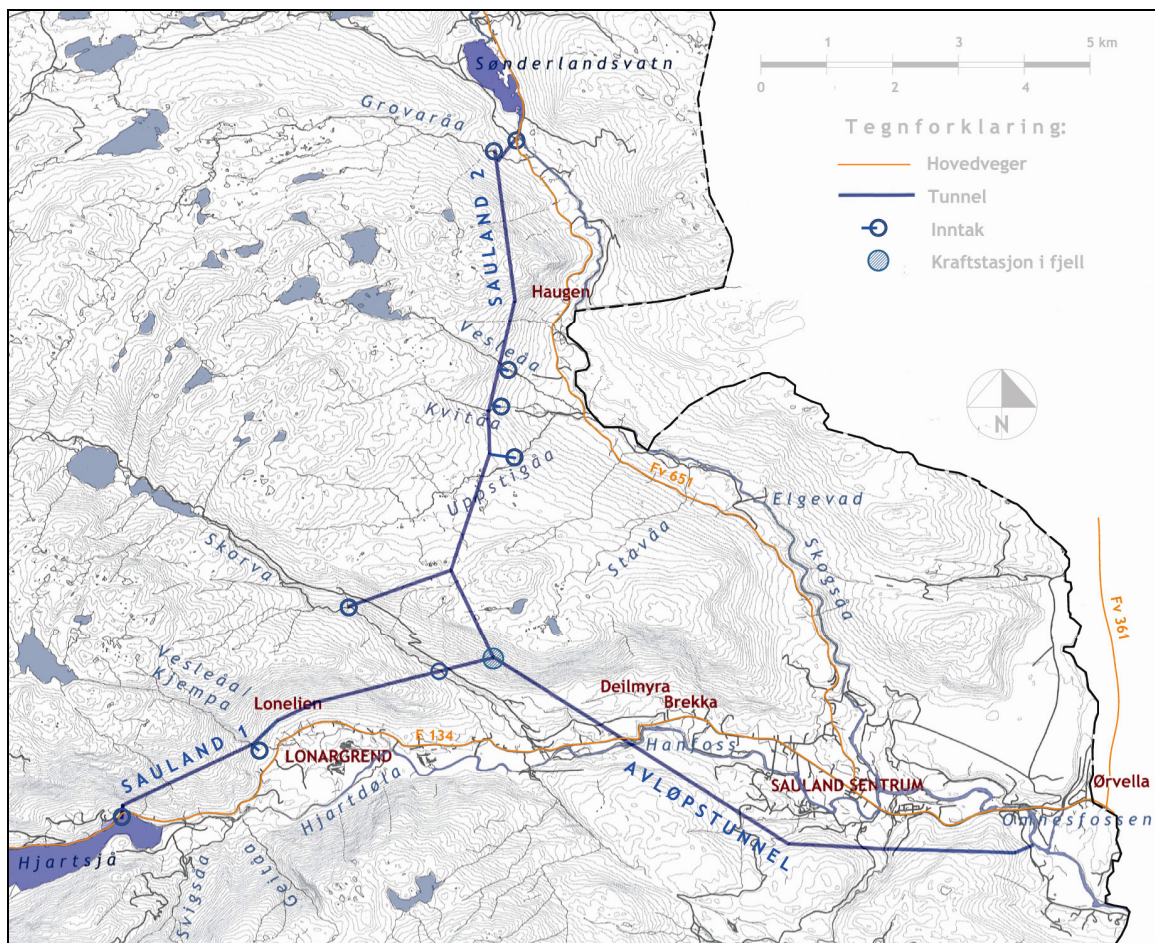 Sønderlandsvatn
1 3 5 km
0 2 4
Grovaråa
Tegnforklaring:
Hovedveger
Tunnel
Inntak
Kraftstasjon i fjell
SAULAND 2
Haugen
Vesleåa
Kvitåa
N
Uppstigåa
Fv 651
Elgevad
Skogsåa
Stavåa
Skorva
Fv 361
Vesleåa/
Kjempa
Lonelien
Deilmyra
Brekka
SAULAND 1
E 134
LONARGREND
Hjartdøla
Hanfoss
AVLØPSTUNNEL
SAULAND SENTRUM
Ørvella
Omnesfossen
Hjartsjå
Svigsåa
Geitåa